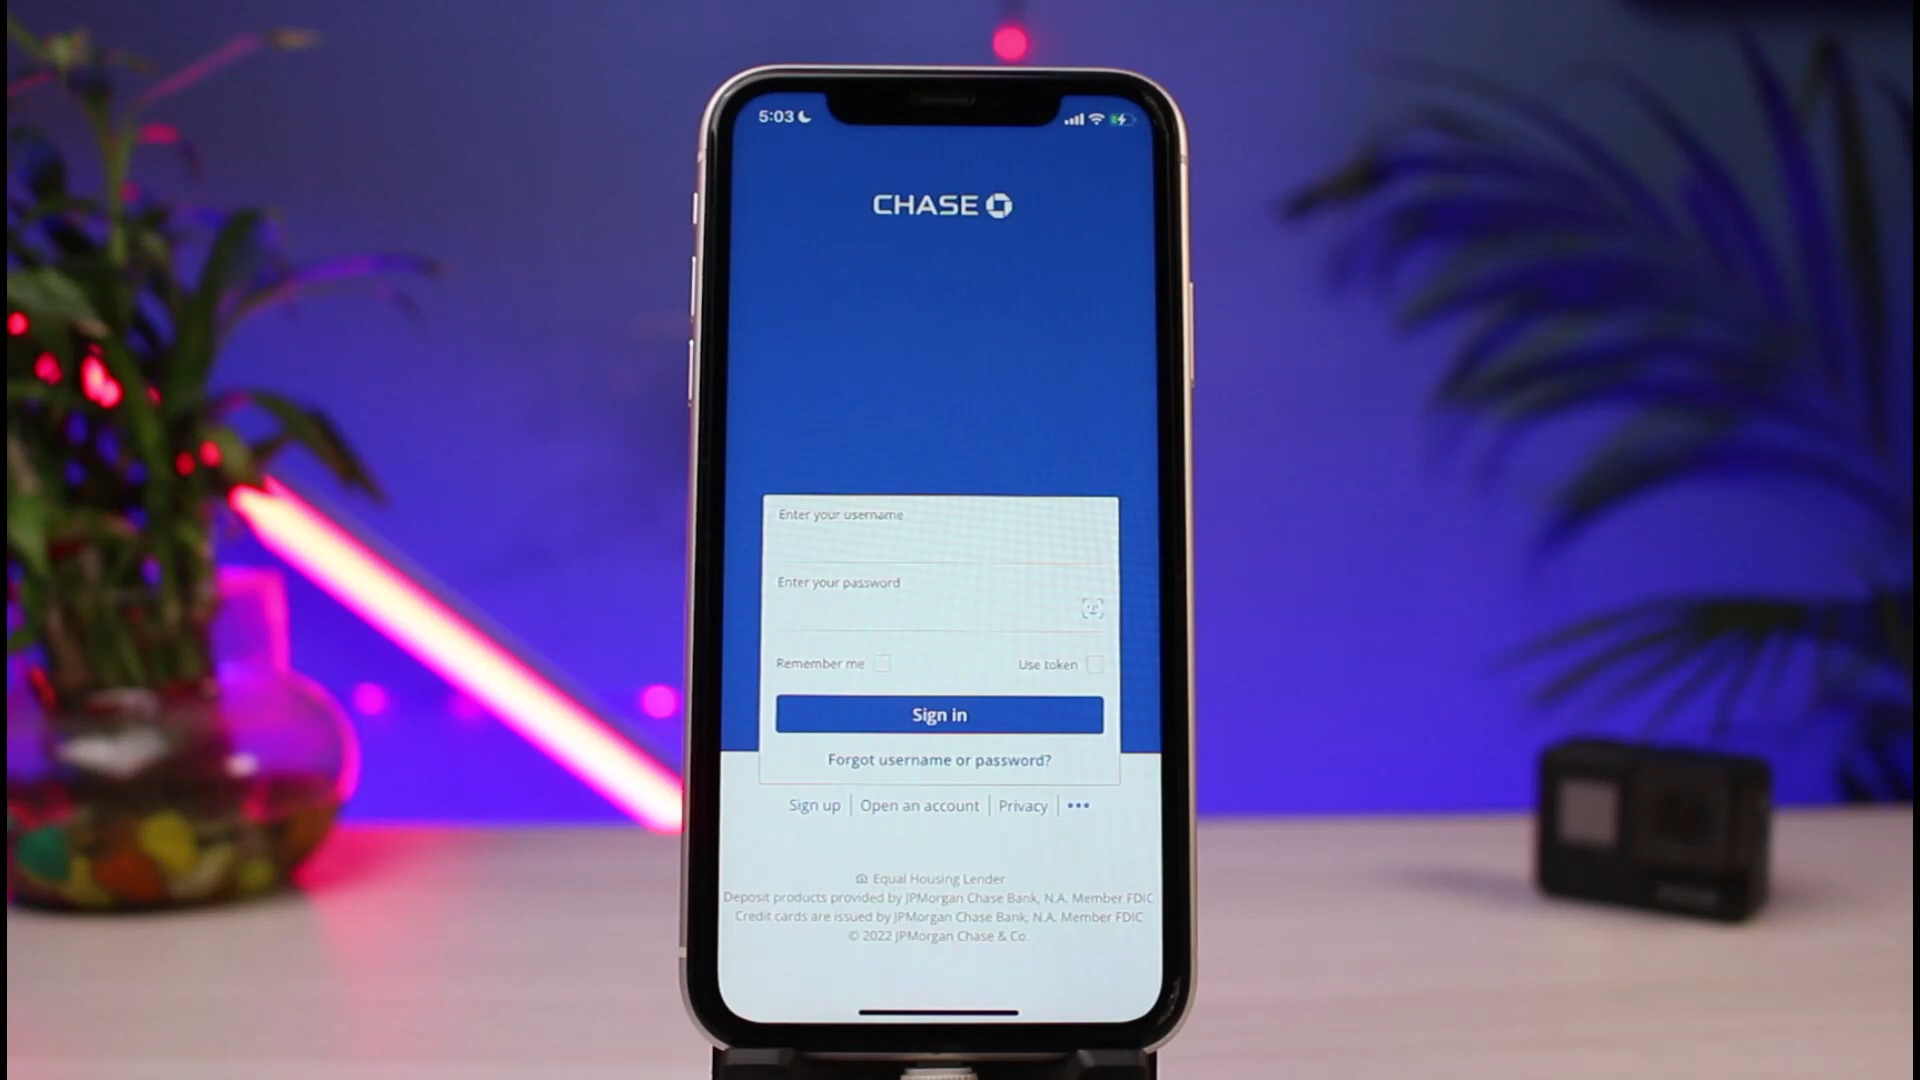 5:03
CHASE
Enter your username
Enter your password
Remember me
Use token
Sign in
Forgot username or password?
Sign up | Open an account | Privacy | •••
Equal Housing Lender
Deposit products provided by JPMorgan Chase Bank, N.A. Member FDIC
Credit cards are issued by JPMorgan Chase Bank, N.A. Member FDIC
© 2022 JPMorgan Chase & Co.